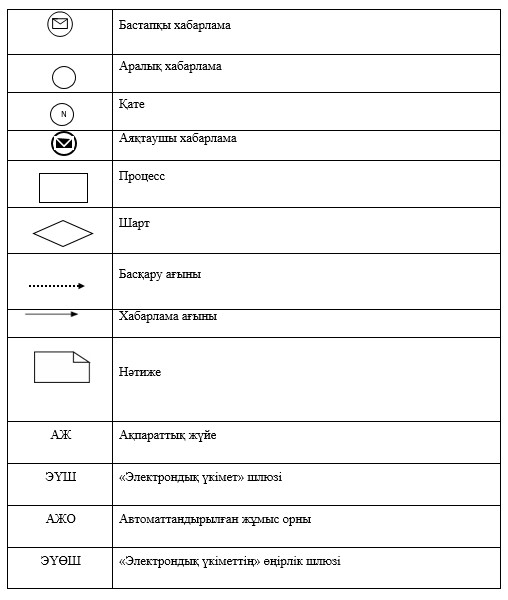 Бастапқы хабарлама
Аралық хабарлама
N Қате
Аяқтаушы хабарлама
Процесс
Шарт
Басқару ағыны
Хабарлама ағыны
Нәтиже
АЖ Ақпараттық жүйе
ЭҮШ «Электрондық үкімет» шлюзі
АЖО Автоматтандырылған жұмыс орны
ЭҮӨШ «Электрондық үкіметтің» өңірлік шлюзі